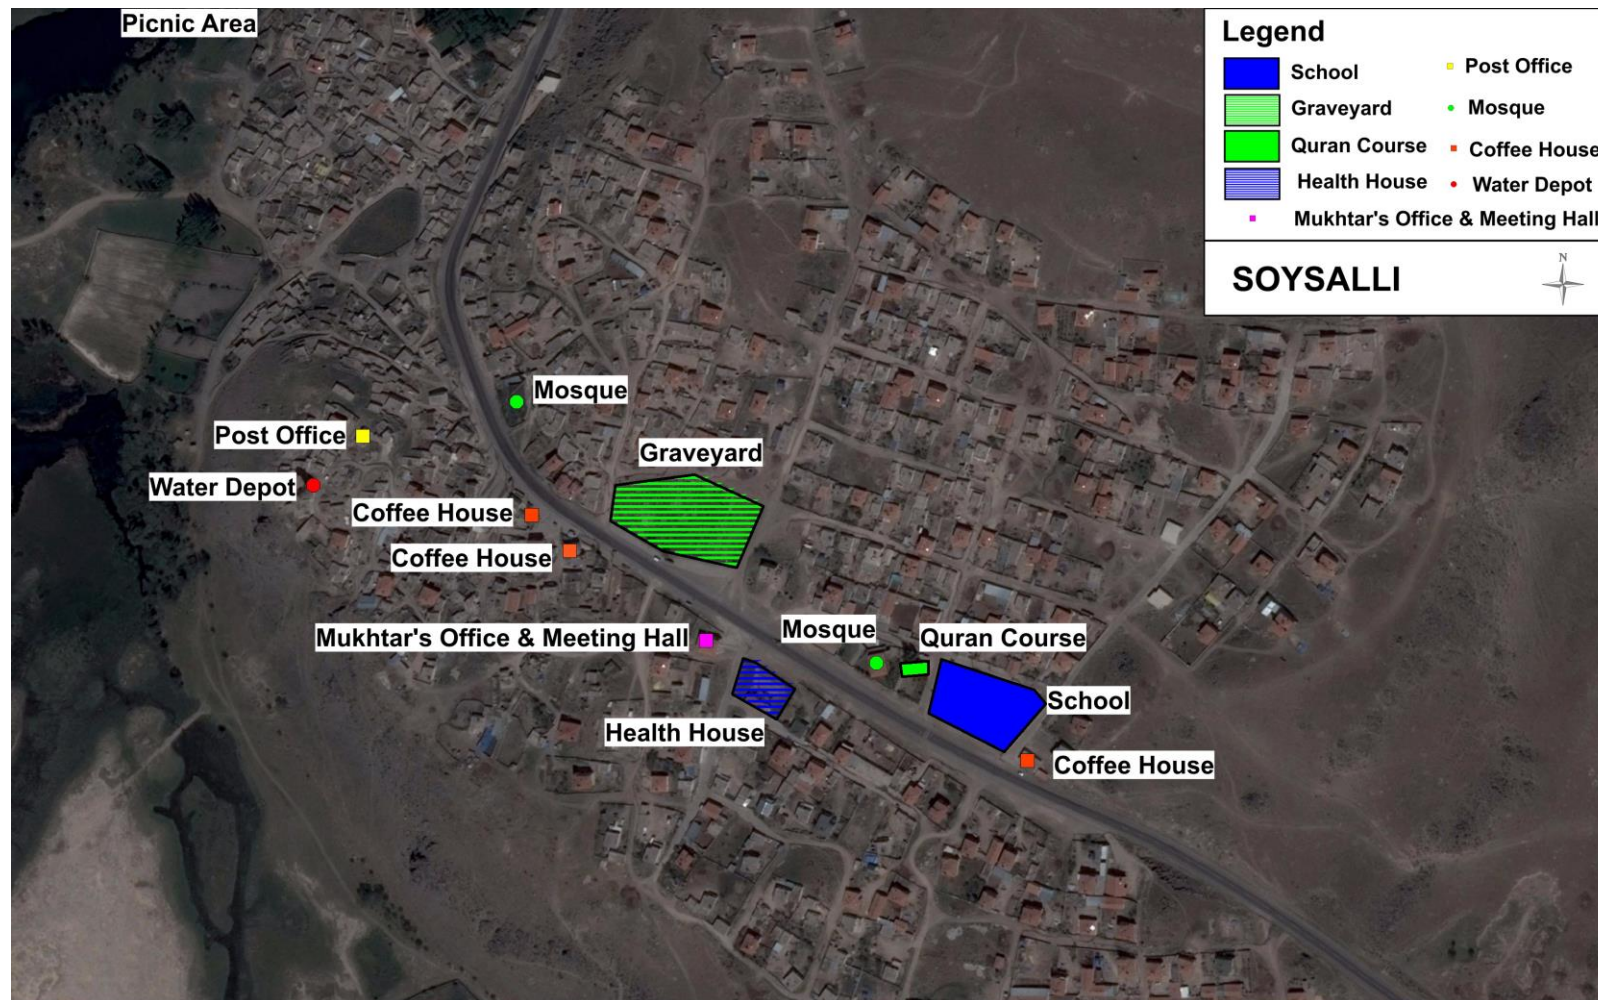 Picnic Area
Legend
School
Graveyard
Quran Course
Health House
Post Office
Mosque
Coffee House
Water Depot
Mukhtar's Office & Meeting Hall
SOYSALLI
N
Mosque
Post Office
Graveyard
Water Depot
Coffee House
Coffee House
Mukhtar's Office & Meeting Hall
Mosque
Quran Course
School
Health House
Coffee House